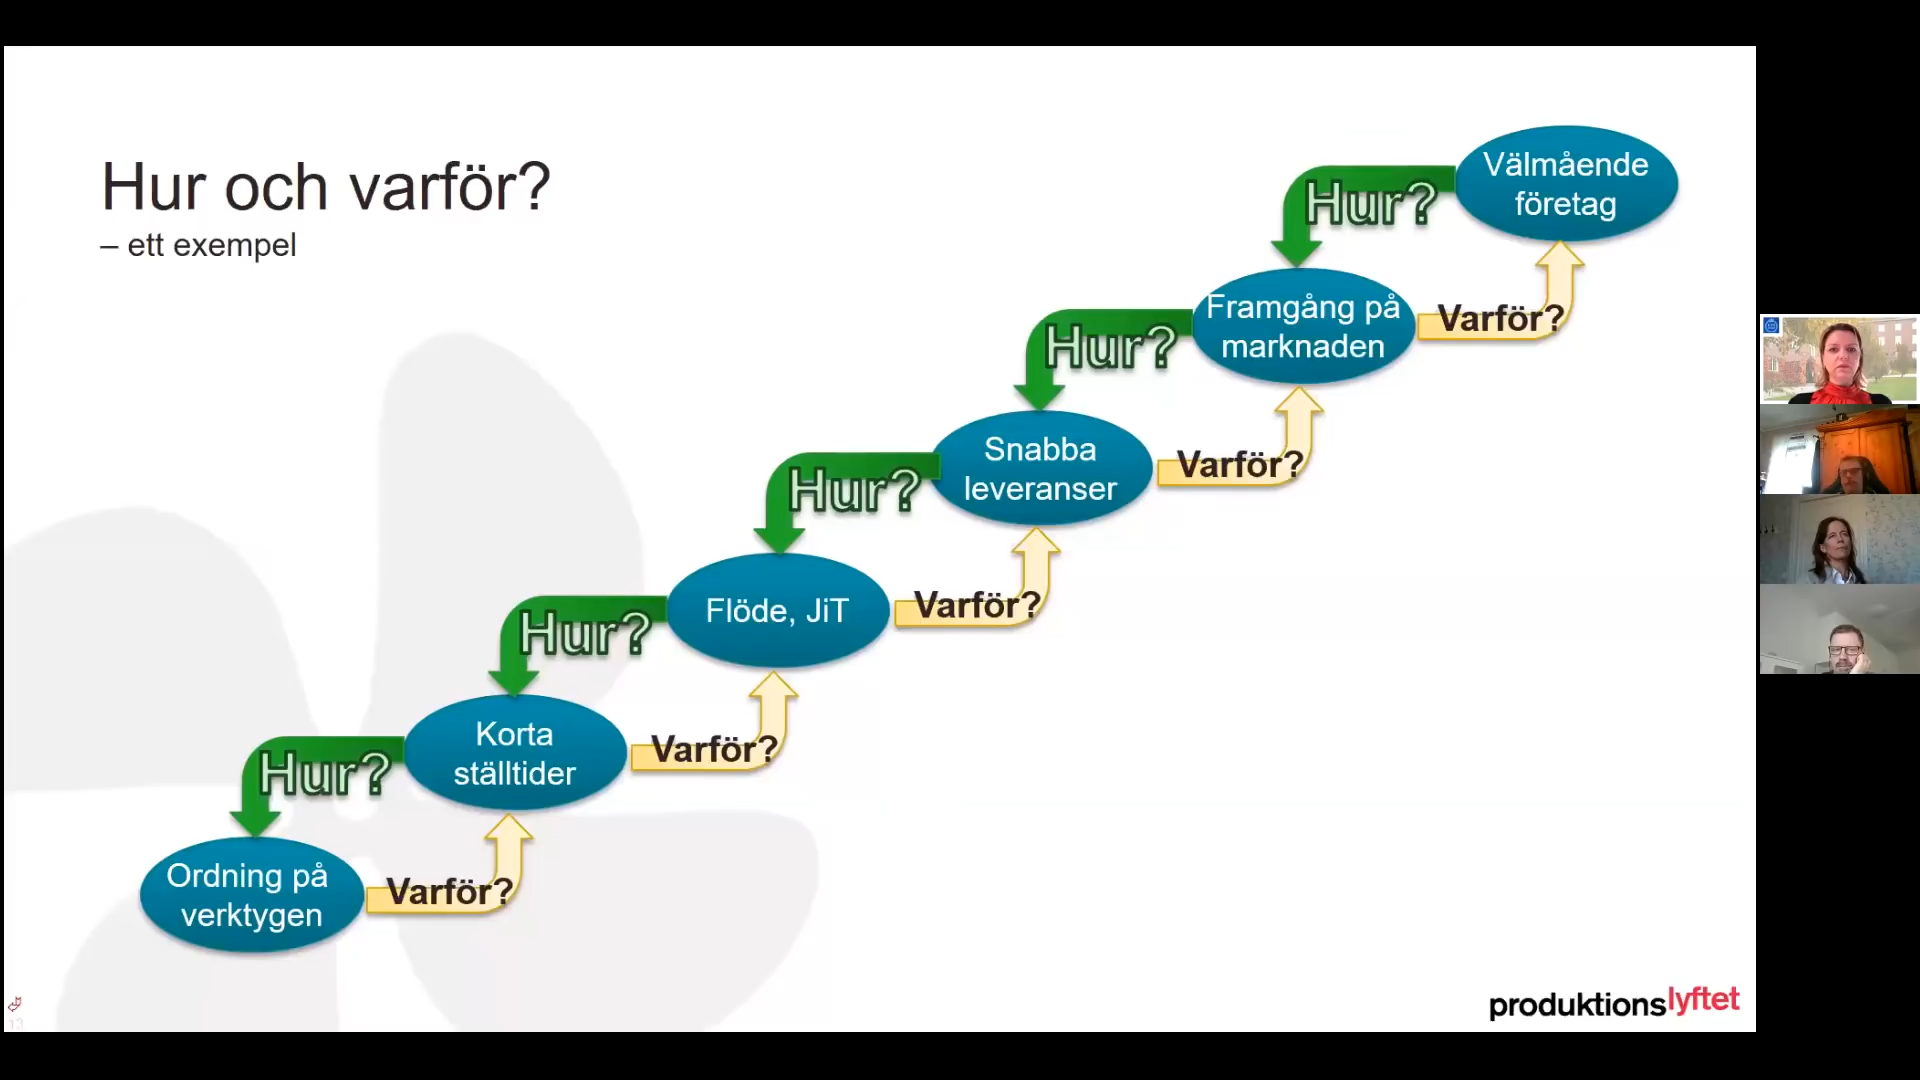 Hur och varför?
– ett exempel
Välmående
företag
Hur?
Framgång på
marknaden
Varför?
Hur?
Snabba
leveranser
Varför?
Hur?
Flöde, JiT
Varför?
Hur?
Korta
ställtider
Varför?
Hur?
Ordning på
verktygen
Varför?
produktionslyftet
13